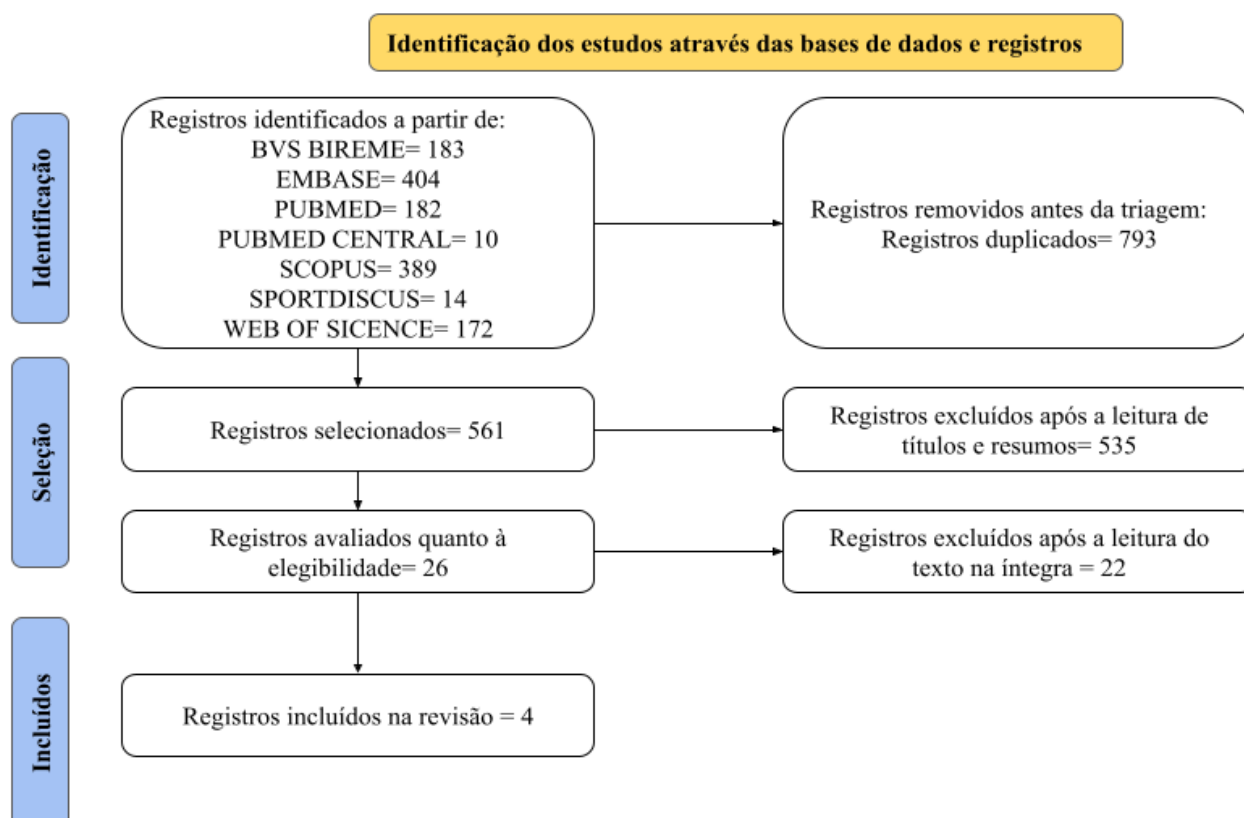 Identificação dos estudos através das bases de dados e registros
Identificação
Registros identificados a partir de:
BVS BIREME= 183
EMBASE= 404
PUBMED= 182
PUBMED CENTRAL= 10
SCOPUS= 389
SPORTDISCUS= 14
WEB OF SICENCE= 172
Registros removidos antes da triagem:
Registros duplicados= 793
Seleção
Registros selecionados= 561
Registros excluídos após a leitura de
títulos e resumos= 535
Registros avaliados quanto à
elegibilidade= 26
Registros excluídos após a leitura do
texto na íntegra = 22
Incluídos
Registros incluídos na revisão = 4